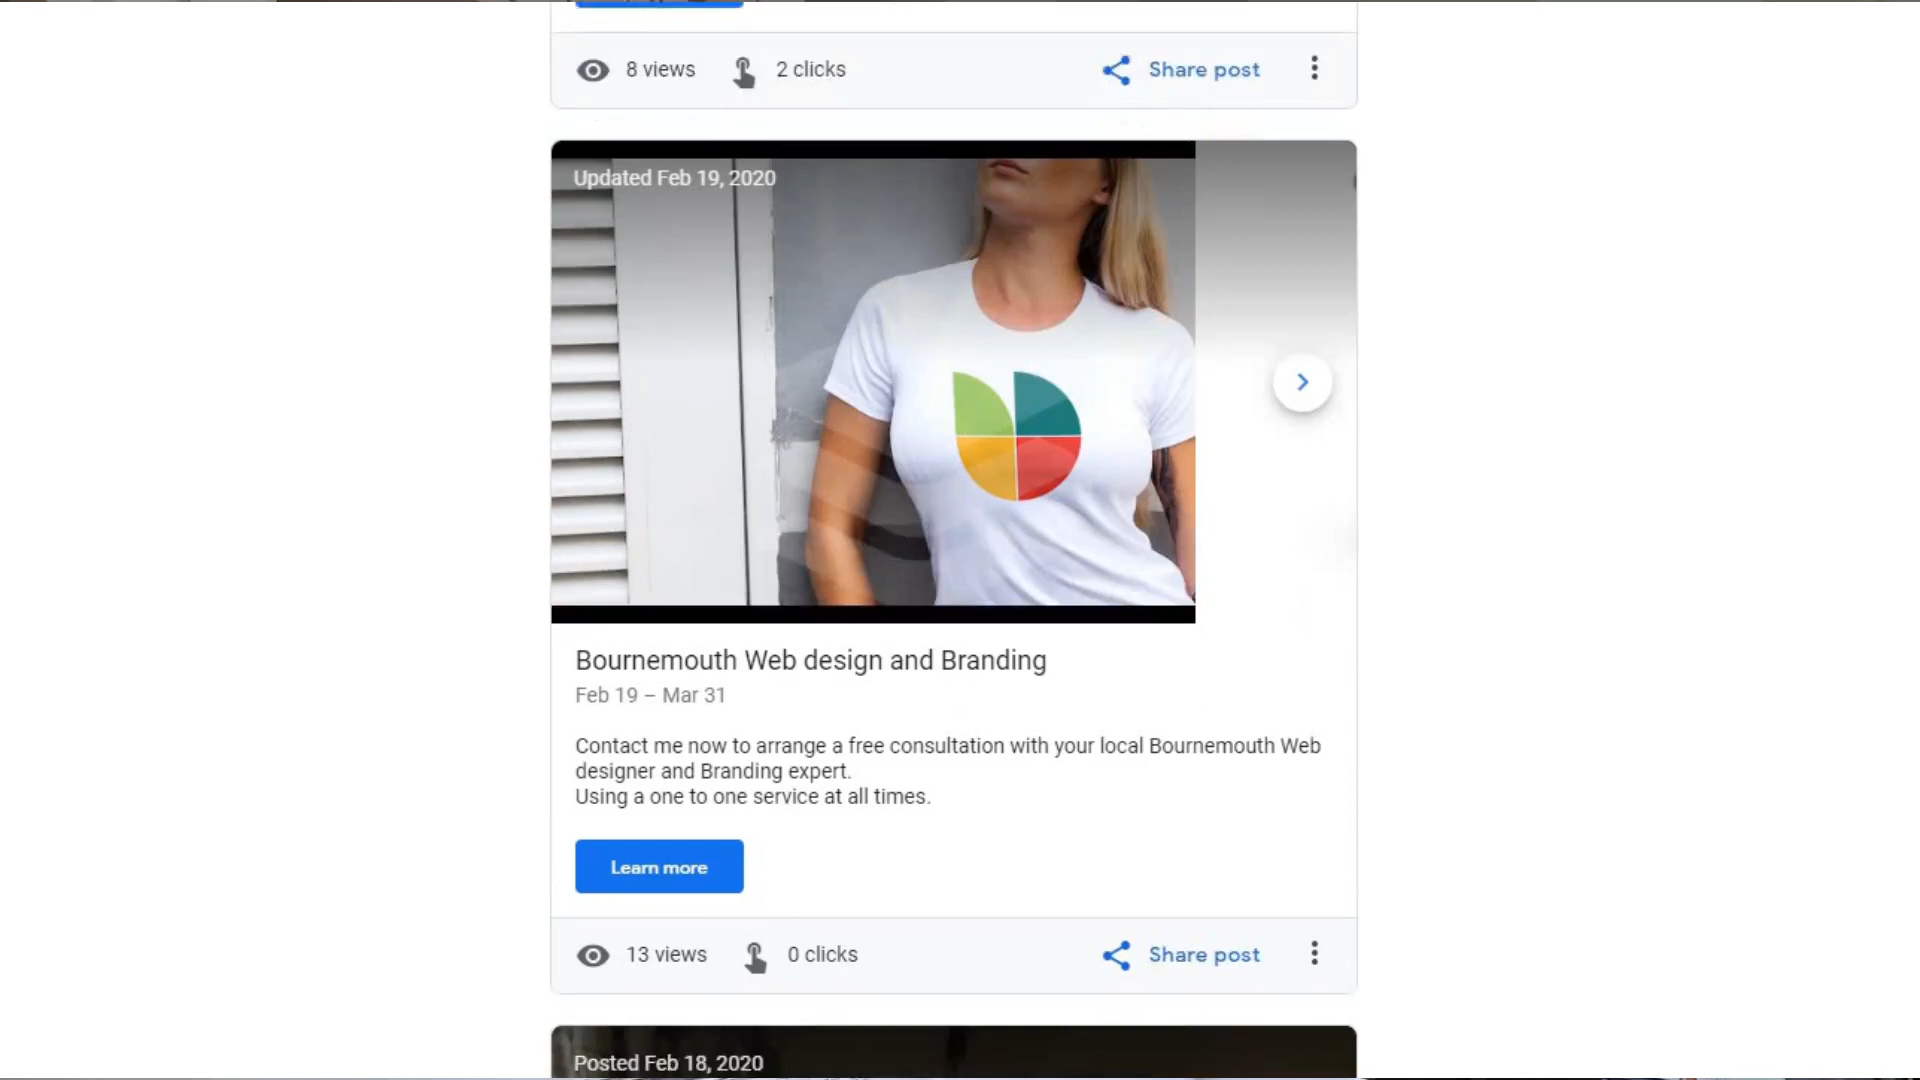 8 views 2 clicks Share post
Updated Feb 19, 2020
Bournemouth Web design and Branding
Feb 19 – Mar 31
Contact me now to arrange a free consultation with your local Bournemouth Web
designer and Branding expert.
Using a one to one service at all times.
Learn more
13 views 0 clicks Share post
Posted Feb 18, 2020